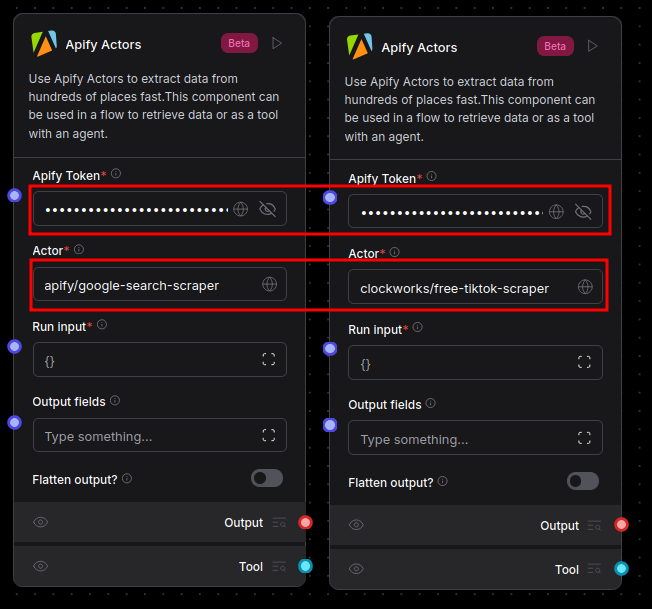 Apify Actors
Beta
Use Apify Actors to extract data from
hundreds of places fast.This component can
be used in a flow to retrieve data or as a tool
with an agent.
Apify Token*
••••••••••••••••••••••••••
Actor*
apify/google-search-scraper
Run input*
{}
Output fields
Type something...
Flatten output?
Output
Tool
Apify Actors
Beta
Use Apify Actors to extract data from
hundreds of places fast.This component can
be used in a flow to retrieve data or as a tool
with an agent.
Apify Token*
••••••••••••••••••••••••••
Actor*
clockworks/free-tiktok-scraper
Run input*
{}
Output fields
Type something...
Flatten output?
Output
Tool